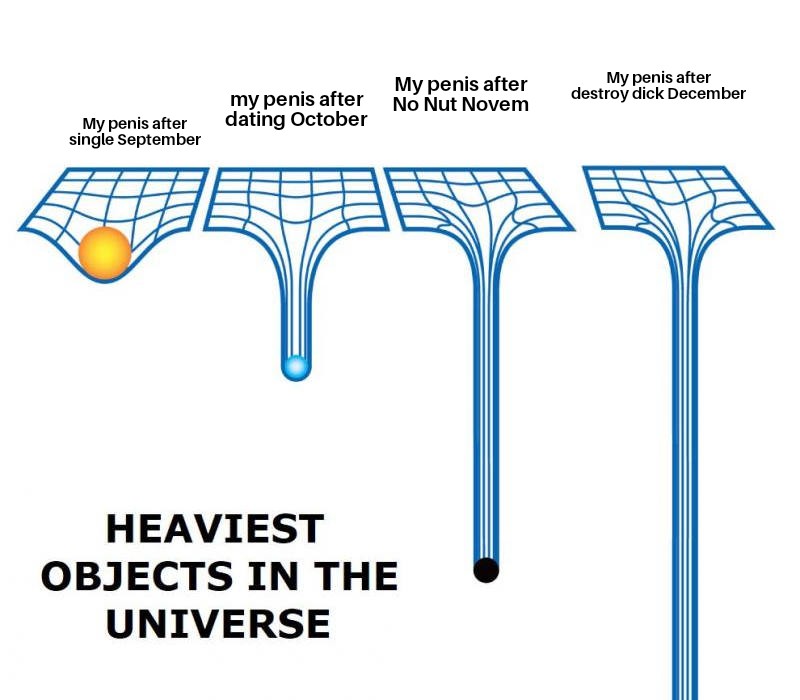 My penis after
single September
my penis after
dating October
My penis after
No Nut Novem
My penis after
destroy dick December
HEAVIEST
OBJECTS IN THE
UNIVERSE